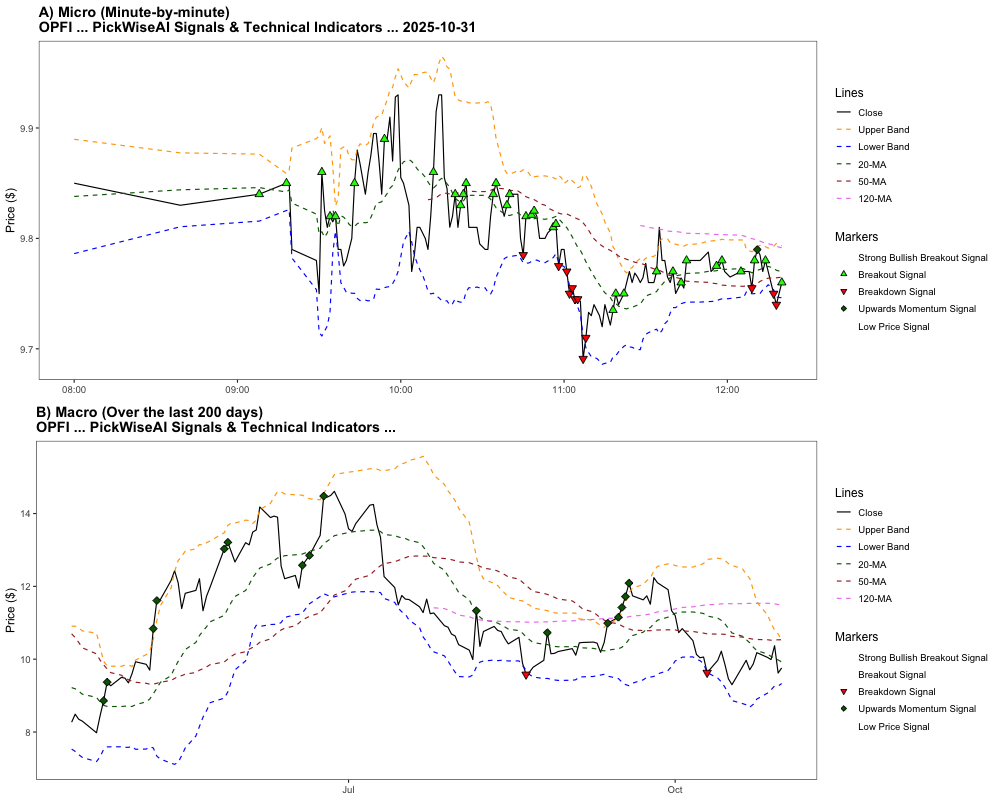 A) Micro (Minute-by-minute)
OPFI ... PickWiseAI Signals & Technical Indicators ... 2025-10-31
Price ($)
9.9
9.8
9.7
08:00
09:00
10:00
11:00
12:00
Lines
Close
Upper Band
Lower Band
20-MA
50-MA
120-MA
Markers
Strong Bullish Breakout Signal
Breakout Signal
Breakdown Signal
Upwards Momentum Signal
Low Price Signal
B) Macro (Over the last 200 days)
OPFI ... PickWiseAI Signals & Technical Indicators ...
Price ($)
14
12
10
8
Jul
Oct
Lines
Close
Upper Band
Lower Band
20-MA
50-MA
120-MA
Markers
Strong Bullish Breakout Signal
Breakout Signal
Breakdown Signal
Upwards Momentum Signal
Low Price Signal